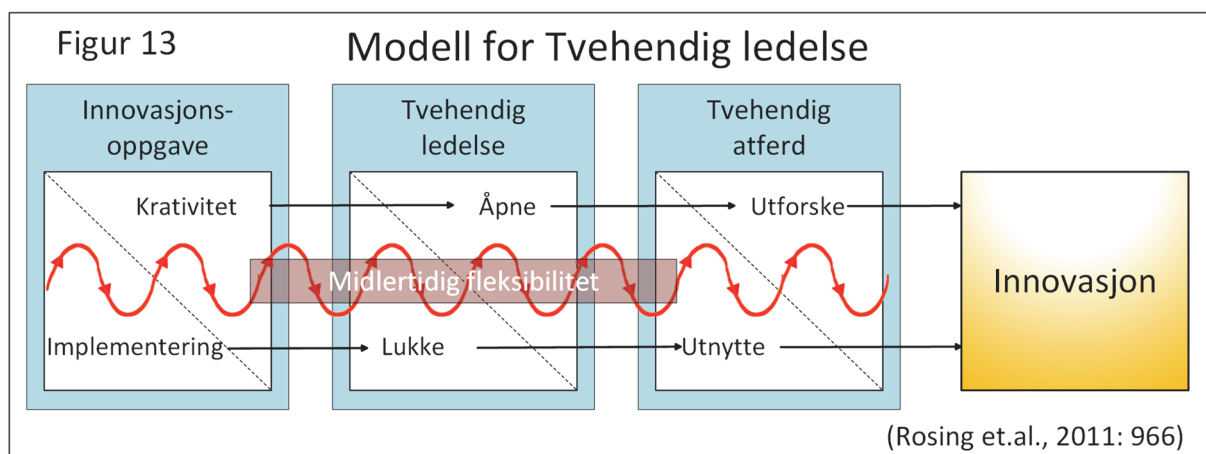 Figur 13
Modell for Tvehendig ledelse
Innovasjons-
oppgave
Tvehendig
ledelse
Tvehendig
atferd
Krativitet
Åpne
Utforske
Midlertidig fleksibilitet
Innovasjon
Implementering
Lukke
Utnytte
(Rosing et.al., 2011: 966)